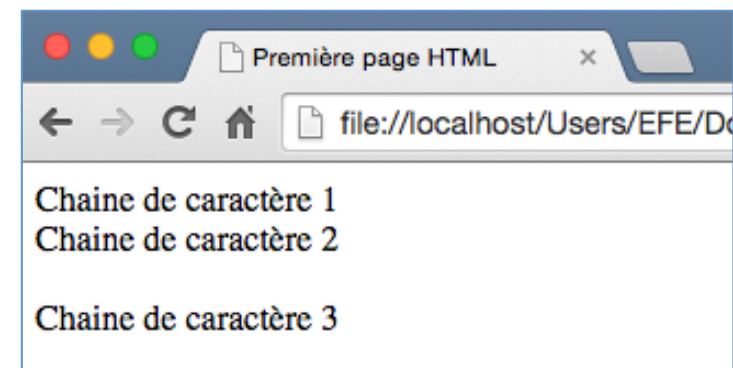 Première page HTML
file://localhost/Users/EFE/Do
Chaine de caractère 1
Chaine de caractère 2
Chaine de caractère 3